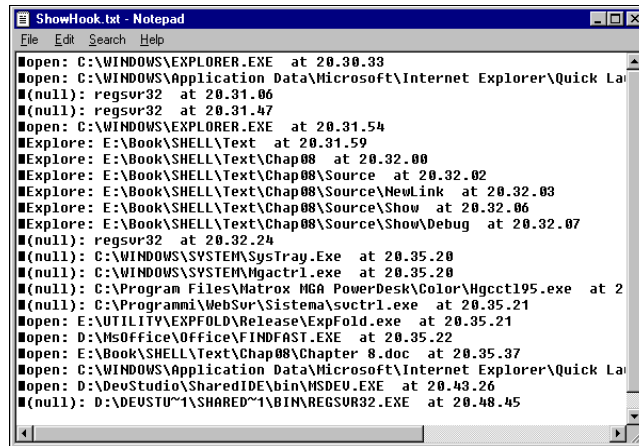 ShowHook.txt - Notepad
File Edit Search Help
■open: C:\WINDOWS\EXPLORER.EXE at 20.30.33
■open: C:\WINDOWS\Application Data\Microsoft\Internet Explorer\Quick La
■(null): regsvr32 at 20.31.06
■(null): regsvr32 at 20.31.47
■open: C:\WINDOWS\EXPLORER.EXE at 20.31.54
■Explore: E:\Book\SHELL\Text at 20.31.59
■Explore: E:\Book\SHELL\Text\Chap08 at 20.32.00
■Explore: E:\Book\SHELL\Text\Chap08\Source at 20.32.02
■Explore: E:\Book\SHELL\Text\Chap08\Source\NewLink at 20.32.03
■Explore: E:\Book\SHELL\Text\Chap08\Source\Show at 20.32.06
■Explore: E:\Book\SHELL\Text\Chap08\Source\Show\Debug at 20.32.07
■(null): regsvr32 at 20.32.24
■(null): C:\WINDOWS\SYSTEM\SysTray.Exe at 20.35.20
■(null): C:\WINDOWS\SYSTEM\Mgactrl.exe at 20.35.20
■(null): C:\Program Files\Matrox MGA PowerDesk\Color\Hgcctl95.exe at 2
■(null): C:\Programmi\WebSvr\Sistema\svctrl.exe at 20.35.21
■open: E:\UTILITY\EXPFOLD\Release\ExpFold.exe at 20.35.21
■open: D:\MsOffice\Office\FINDFAST.EXE at 20.35.22
■open: E:\Book\SHELL\Text\Chap08\Chapter 8.doc at 20.35.37
■open: C:\WINDOWS\Application Data\Microsoft\Internet Explorer\Quick La
■open: D:\DevStudio\SharedIDE\bin\MSDEV.EXE at 20.43.26
■(null): D:\DEVSTU~1\SHARED~1\BIN\REGSVR32.EXE at 20.48.45